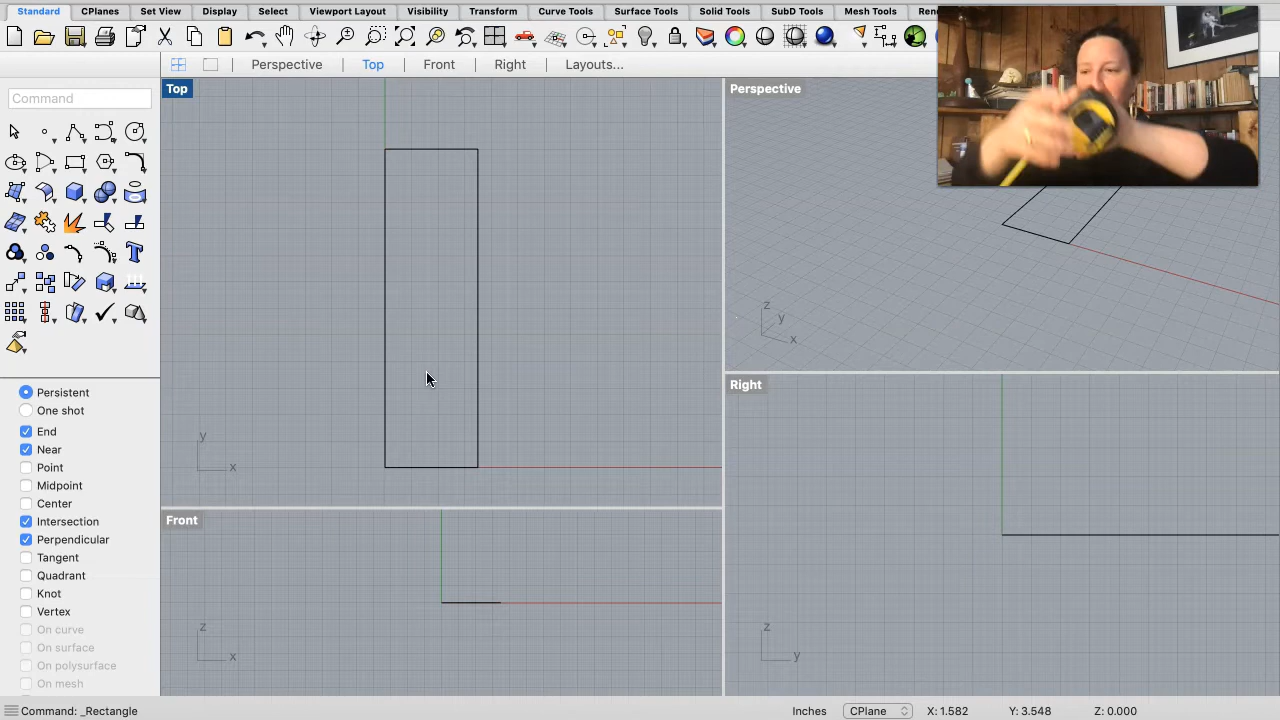 Standard CPlanes Set View Display Select Viewport Layout Visibility Transform Curve Tools Surface Tools Solid Tools SubD Tools Mesh Tools
Perspective Top Front Right Layouts...
Command
Top
Perspective
Persistent
One shot
End
Near
Point
Midpoint
Center
Intersection
Perpendicular
Tangent
Quadrant
Knot
Vertex
On curve
On surface
On polysurface
On mesh
y
x
z
y
x
Front
z
x
Right
z
y
Command: _Rectangle
Inches CPlane X: 1.582 Y: 3.548 Z: 0.000